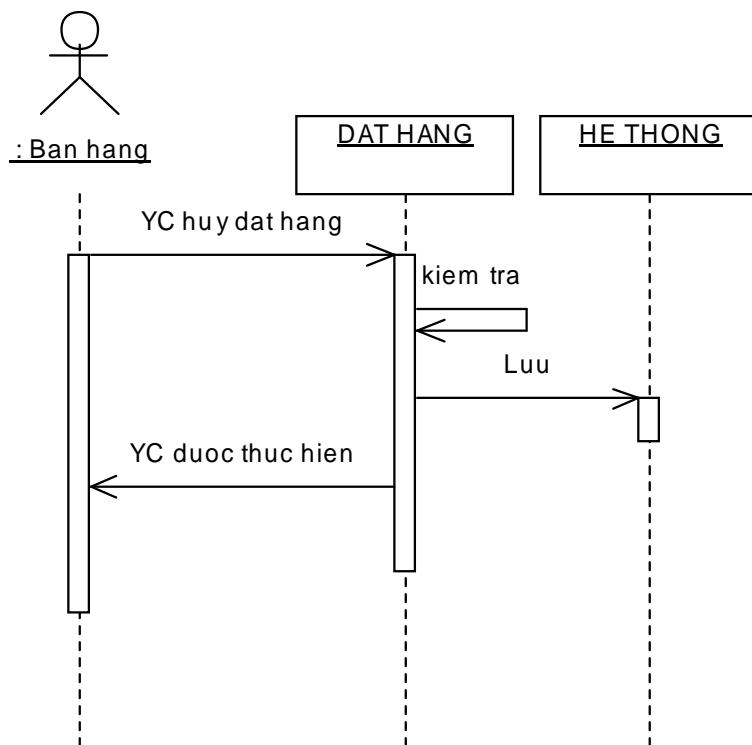 DAT HANG
HE THONG
: Ban hang
YC huy dat hang
kiem tra
Luu
YC duoc thuc hien